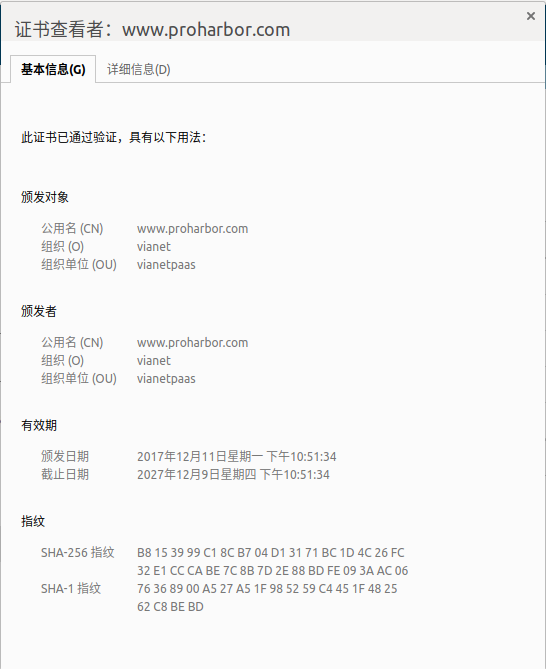 证书查看者：www.proharbor.com
基本信息(G) 详细信息(D)
此证书已通过验证，具有以下用法：
颁发对象
公用名 (CN) www.proharbor.com
组织 (O) vianet
组织单位 (OU) vianetpaas
颁发者
公用名 (CN) www.proharbor.com
组织 (O) vianet
组织单位 (OU) vianetpaas
有效期
颁发日期 2017年12月11日星期一 下午10:51:34
截止日期 2027年12月9日星期四 下午10:51:34
指纹
SHA-256 指纹 B8 15 39 99 C1 8C B7 04 D1 31 71 BC 1D 4C 26 FC
32 E1 CC CA BE 7C 8B 7D 2E 88 BD FE 09 3A AC 06
SHA-1 指纹 76 36 89 00 A5 27 A5 1F 98 52 59 C4 45 1F 48 25
62 C8 BE BD